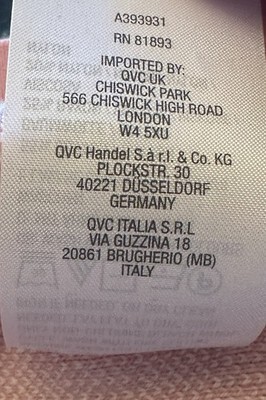 A393931
RN 81893
IMPORTED BY:
QVC UK
CHISWICK PARK
566 CHISWICK HIGH ROAD
LONDON
W4 5XU
QVC Handel S.à r.l. & Co. KG
PLOCKSTR. 30
40221 DÜSSELDORF
GERMANY
QVC ITALIA S.R.L
VIA GUZZINA 18
20861 BRUGHERIO (MB)
ITALY